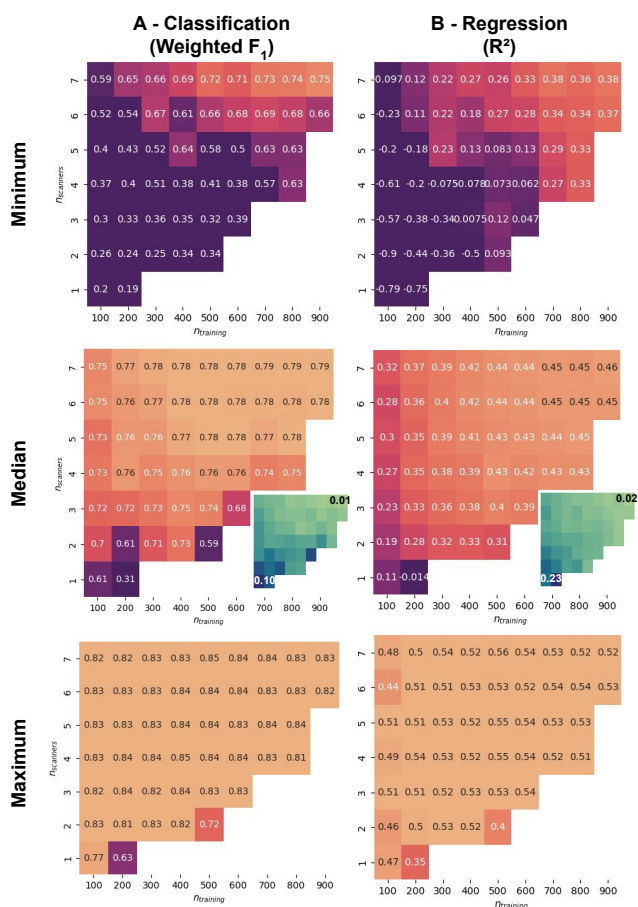 A - Classification
(Weighted F1)
B - Regression
(R²)
Minimum
nscanners
7 0.59 0.65 0.66 0.69 0.72 0.71 0.73 0.74 0.75
6 0.52 0.54 0.67 0.61 0.66 0.68 0.69 0.68 0.66
5 0.4 0.43 0.52 0.64 0.58 0.5 0.63 0.63
4 0.37 0.4 0.51 0.38 0.41 0.38 0.57 0.63
3 0.3 0.33 0.36 0.35 0.32 0.39
2 0.26 0.24 0.25 0.34 0.34
1 0.2 0.19
100 200 300 400 500 600 700 800 900
ntraining
7 -0.097 0.12 0.22 0.27 0.26 0.33 0.38 0.36 0.38
6 -0.23 0.11 0.22 0.18 0.27 0.28 0.34 0.34 0.37
5 -0.2 -0.18 0.23 0.13 0.083 0.13 0.29 0.33
4 -0.61 -0.2 -0.075 -0.078 0.073 0.062 0.27 0.33
3 -0.57 -0.38 -0.34 0.0075 0.12 0.047
2 -0.9 -0.44 -0.36 -0.5 0.093
1 -0.79 -0.75
100 200 300 400 500 600 700 800 900
ntraining
Median
nscanners
7 0.75 0.77 0.78 0.78 0.78 0.79 0.79 0.79 0.79
6 0.75 0.76 0.77 0.78 0.78 0.78 0.78 0.78 0.78
5 0.73 0.76 0.76 0.77 0.78 0.78 0.77 0.78
4 0.73 0.76 0.75 0.76 0.76 0.76 0.74 0.75
3 0.72 0.72 0.73 0.75 0.74 0.68
2 0.7 0.61 0.71 0.73 0.59
1 0.61 0.31
0.01
0.10
100 200 300 400 500 600 700 800 900
ntraining
7 0.32 0.37 0.39 0.42 0.44 0.44 0.45 0.45 0.46
6 0.28 0.36 0.4 0.42 0.44 0.44 0.45 0.45 0.45
5 0.3 0.35 0.39 0.41 0.43 0.43 0.44 0.45
4 0.27 0.35 0.38 0.39 0.43 0.42 0.43 0.43
3 0.23 0.33 0.36 0.38 0.4 0.39
2 0.19 0.28 0.32 0.33 0.31
1 0.11 -0.014
0.02
0.23
100 200 300 400 500 600 700 800 900
ntraining
Maximum
nscanners
7 0.82 0.82 0.83 0.83 0.85 0.84 0.84 0.83 0.83
6 0.83 0.83 0.83 0.84 0.84 0.84 0.83 0.83 0.82
5 0.83 0.83 0.84 0.83 0.84 0.83 0.84 0.84
4 0.83 0.84 0.84 0.85 0.84 0.84 0.83 0.81
3 0.82 0.84 0.82 0.84 0.83 0.83
2 0.83 0.81 0.83 0.82 0.72
1 0.77 0.63
100 200 300 400 500 600 700 800 900
ntraining
7 0.48 0.5 0.54 0.52 0.56 0.54 0.53 0.52 0.52
6 0.44 0.51 0.51 0.53 0.52 0.54 0.54 0.54 0.53
5 0.51 0.51 0.53 0.52 0.55 0.54 0.53 0.53
4 0.49 0.54 0.53 0.52 0.55 0.54 0.52 0.51
3 0.51 0.51 0.52 0.53 0.53 0.54
2 0.46 0.5 0.53 0.52 0.4
1 0.47 0.35
100 200 300 400 500 600 700 800 900
ntraining